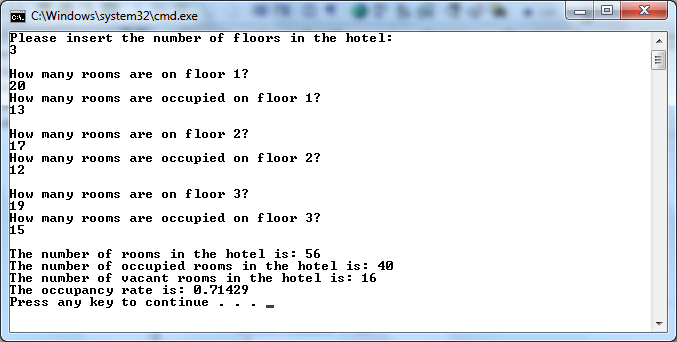 C:\Windows\system32\cmd.exe
Please insert the number of floors in the hotel:
3
How many rooms are on floor 1?
20
How many rooms are occupied on floor 1?
13
How many rooms are on floor 2?
17
How many rooms are occupied on floor 2?
12
How many rooms are on floor 3?
19
How many rooms are occupied on floor 3?
15
The number of rooms in the hotel is: 56
The number of occupied rooms in the hotel is: 40
The number of vacant rooms in the hotel is: 16
The occupancy rate is: 0.71429
Press any key to continue . . . _